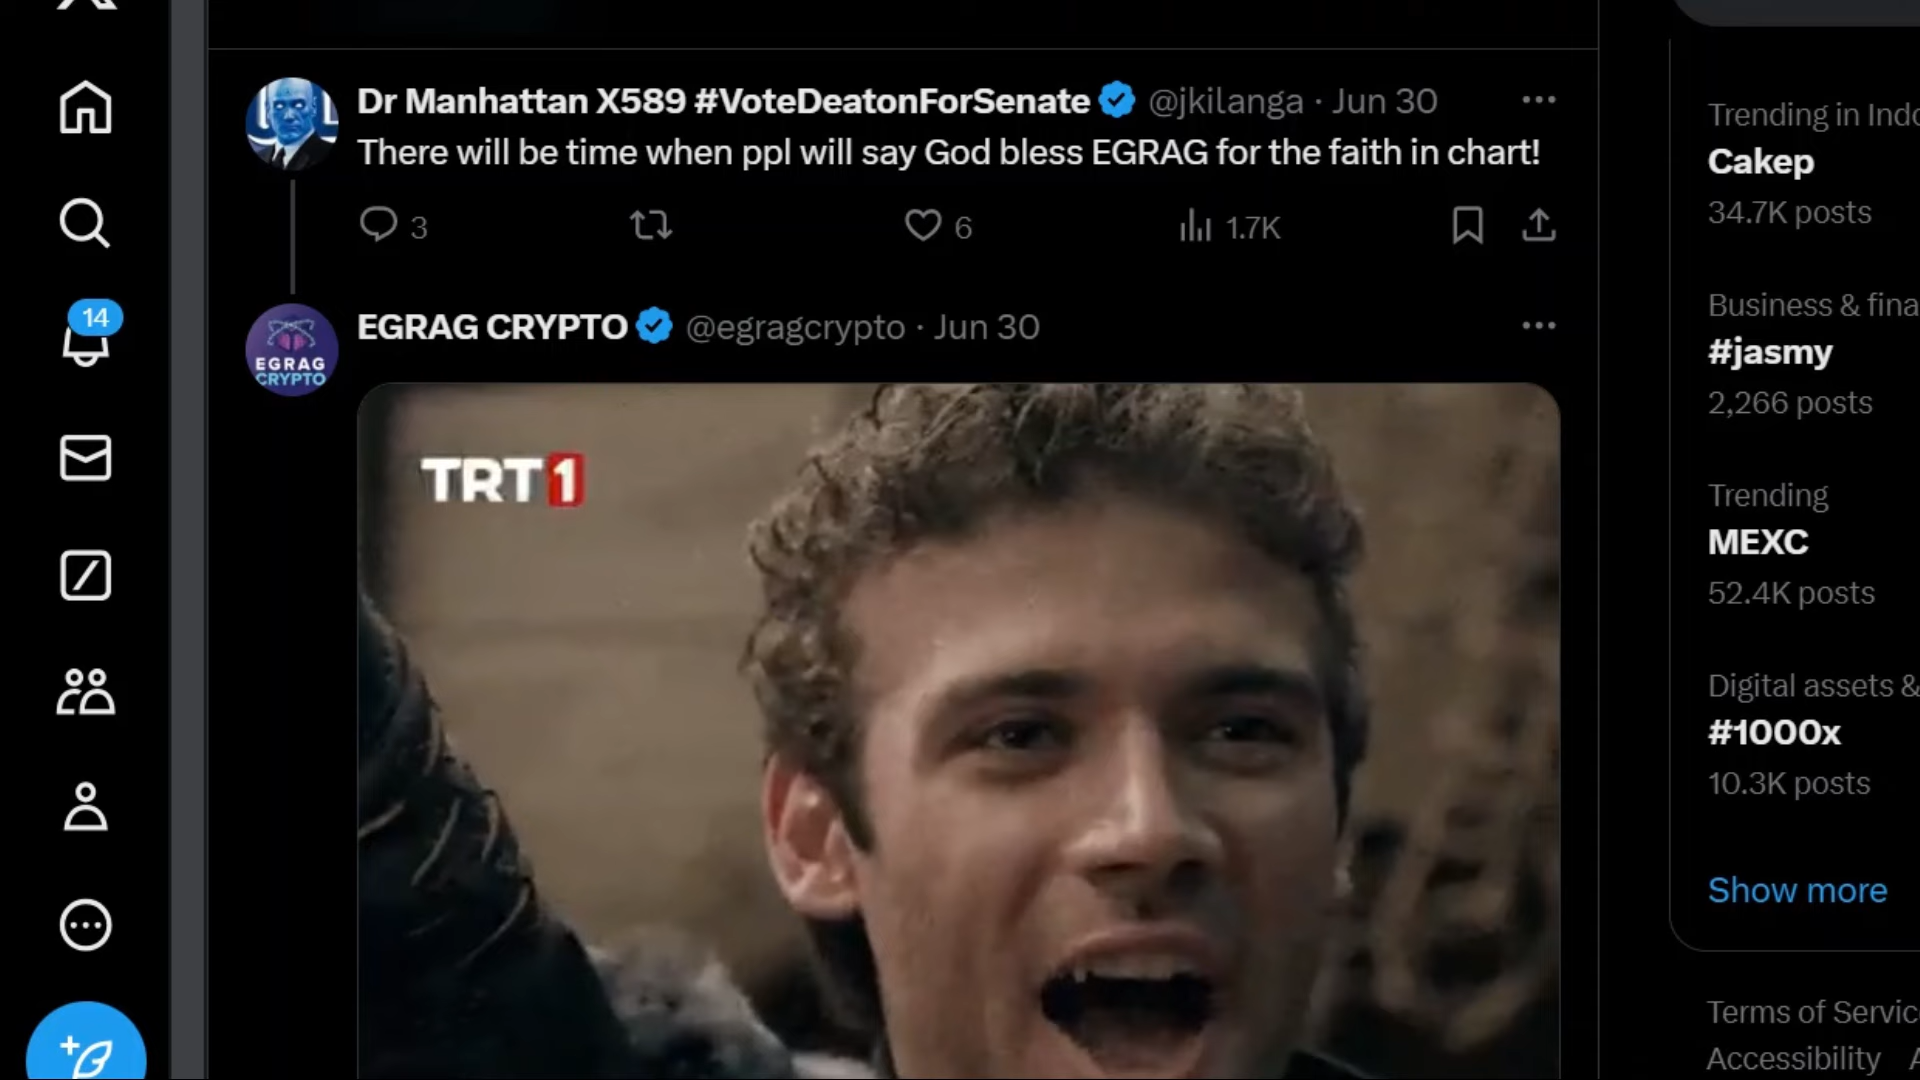 Dr Manhattan X589 #VoteDeatonForSenate @jkilanga · Jun 30
There will be time when ppl will say God bless EGRAG for the faith in chart!
3
6
1.7K
14
EGRAG CRYPTO @egragcrypto · Jun 30
EGRAG
CRYPTO
TRT1
Trending in Indo
Cakep
34.7K posts
Business & fina
#jasmy
2,266 posts
Trending
MEXC
52.4K posts
Digital assets &
#1000x
10.3K posts
Show more
Terms of Servic
Accessibility